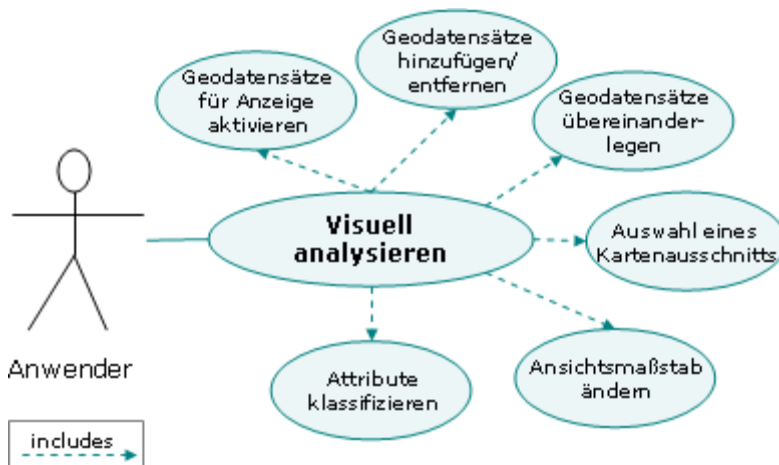 Geodatensätze
für Anzeige
aktivieren
Geodatensätze
hinzufügen/
entfernen
Geodatensätze
übereinander-
legen
Visuell
analysieren
Auswahl eines
Kartenausschnitts
Ansichtsmaßstab
ändern
Attribute
klassifizieren
Anwender
includes